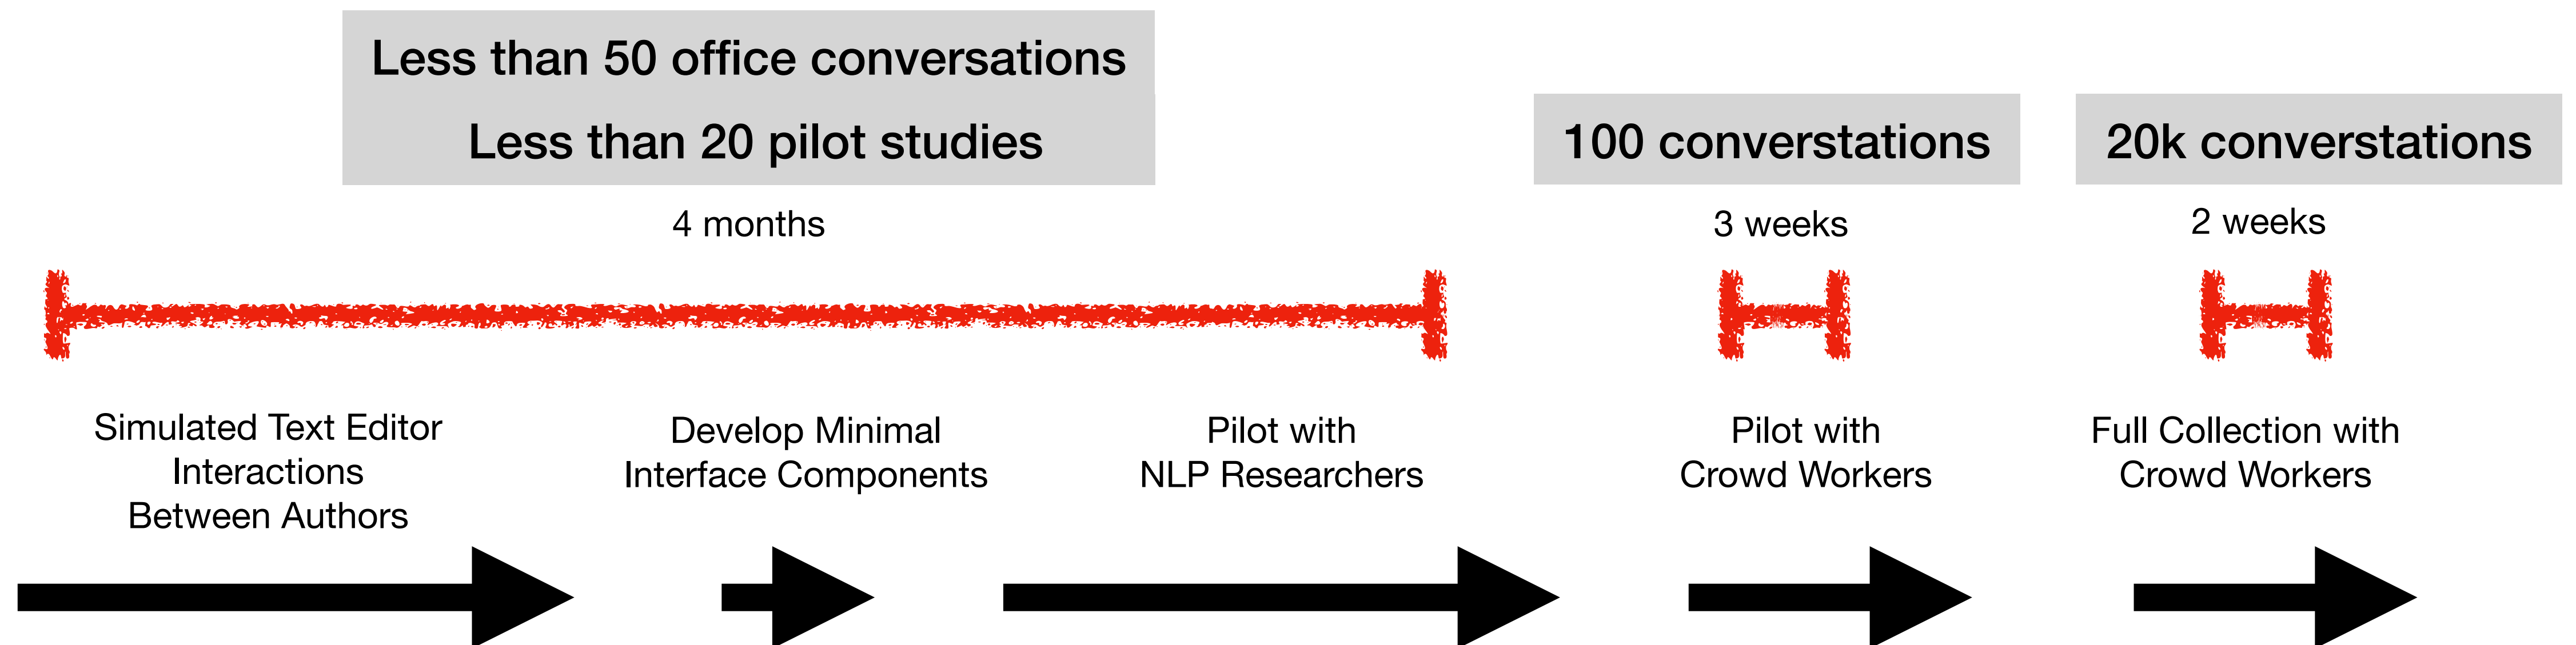 Less than 50 office conversations
Less than 20 pilot studies
100 converstations
20k converstations
4 months
3 weeks
2 weeks
Simulated Text Editor
Interactions
Between Authors
Develop Minimal
Interface Components
Pilot with
NLP Researchers
Pilot with
Crowd Workers
Full Collection with
Crowd Workers